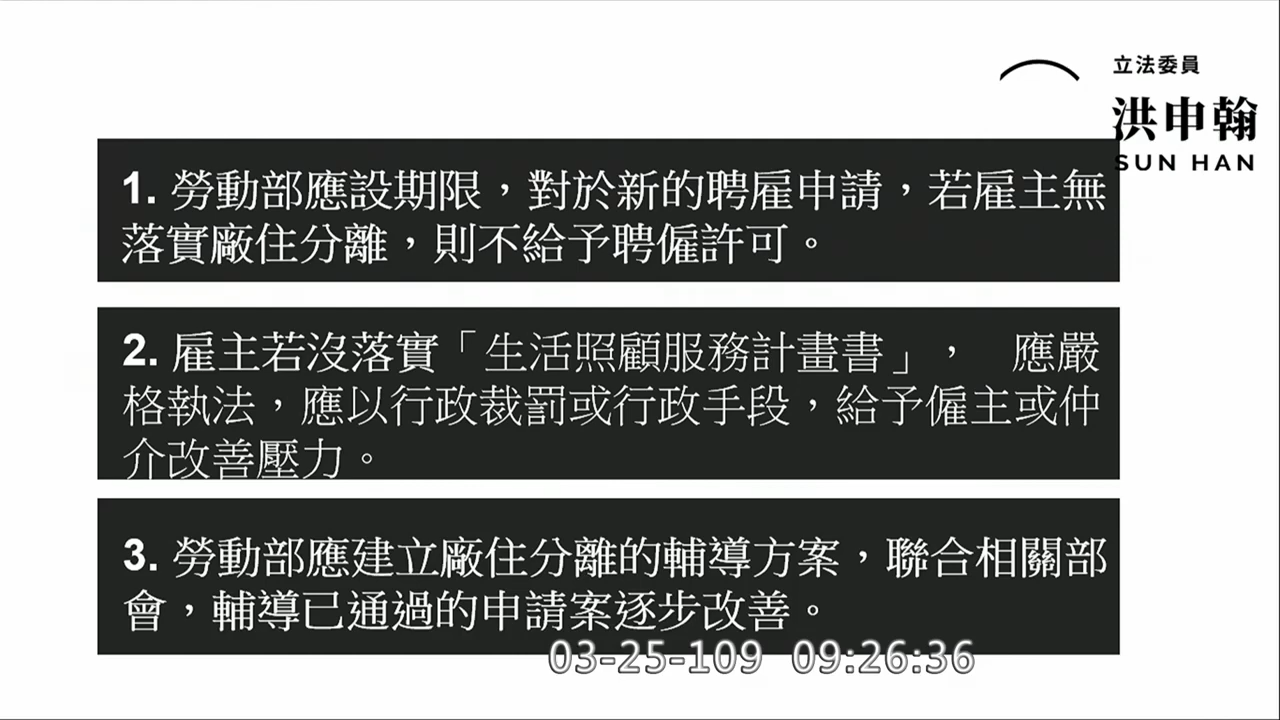 立法委員
洪申翰
SUN HAN
1. 勞動部應設期限，對於新的聘雇申請，若雇主無
落實廠住分離，則不給予聘僱許可。
2. 雇主若沒落實「生活照顧服務計畫書」，　應嚴
格執法，應以行政裁罰或行政手段，給予僱主或仲
介改善壓力。
3. 勞動部應建立廠住分離的輔導方案，聯合相關部
會，輔導已通過的申請案逐步改善。
03-25-109 09:26:36